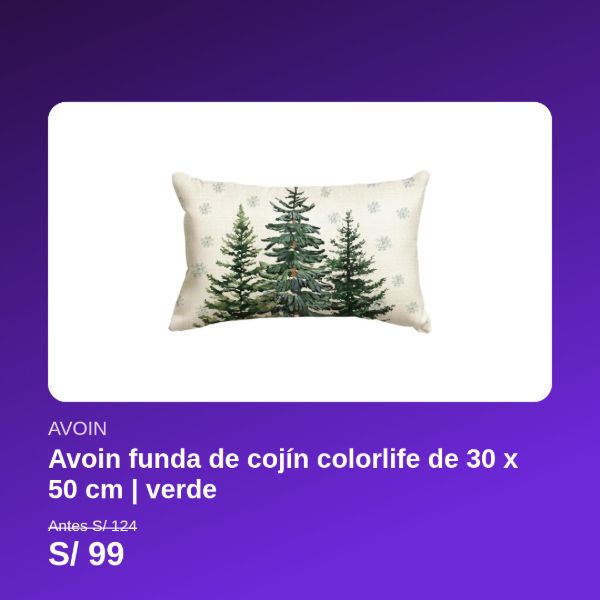 AVOIN
Avoin funda de cojín colorlife de 30 x
50 cm | verde
Antes S/ 124
S/ 99